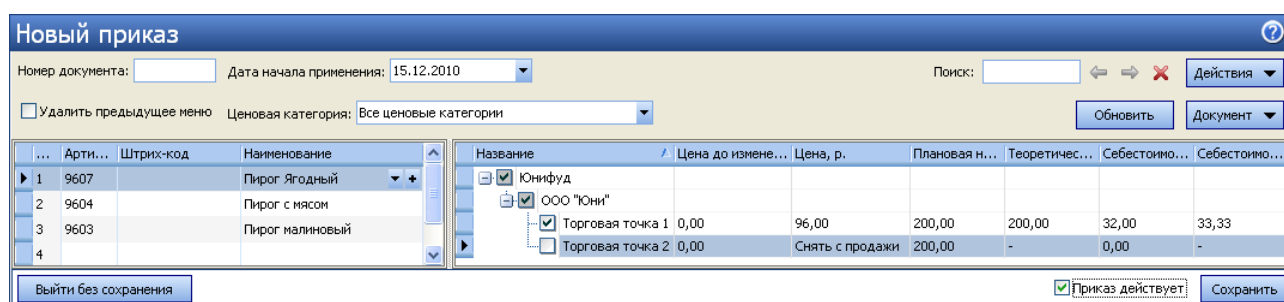 Новый приказ
Номер документа: Дата начала применения: 15.12.2010 Поиск: Действия
Удалить предыдущее меню Ценовая категория: Все ценовые категории Обновить Документ
... Арти... Штрих-код Наименование
1 9607 Пирог Ягодный
2 9604 Пирог с мясом
3 9603 Пирог малиновый
4
Название Цена до измене... Цена, р. Плановая н... Теоретичес... Себестоимо... Себестоимо...
Юнифуд
ООО "Юни"
Торговая точка 1 0,00 96,00 200,00 200,00 32,00 33,33
Торговая точка 2 0,00 Снять с продажи 200,00 - 0,00 -
Выйти без сохранения Приказ действует Сохранить